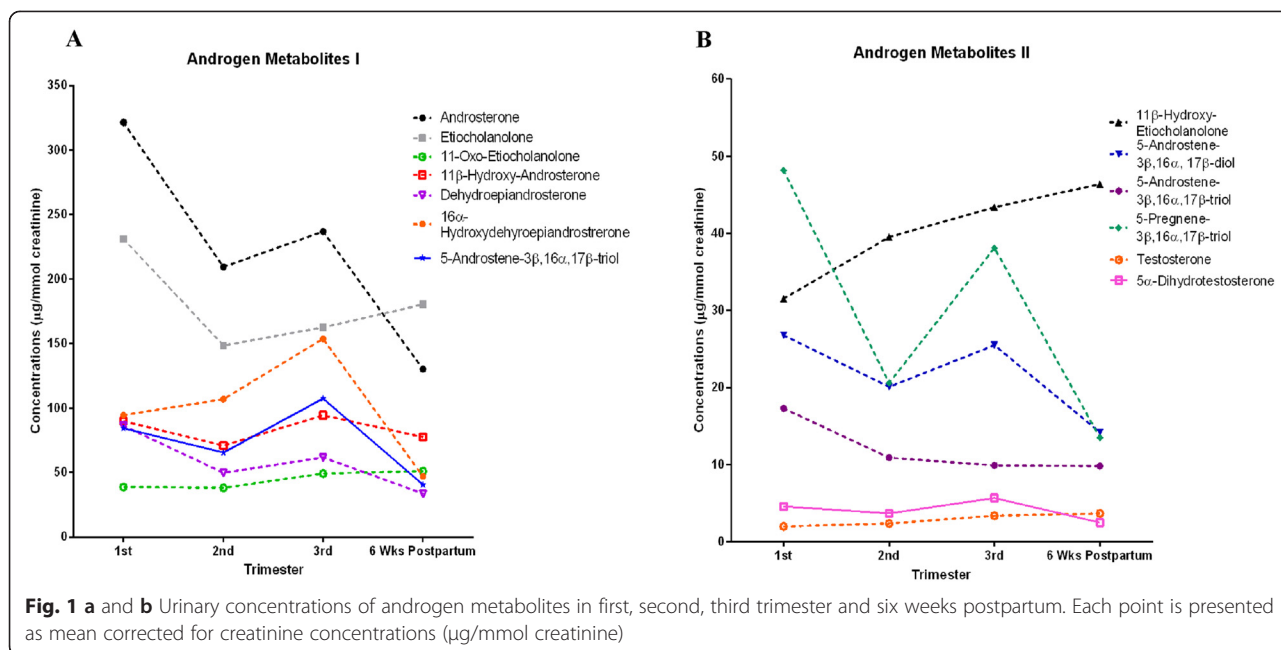 A
Androgen Metabolites I
Concentrations (µg/mmol creatinine)
350
300
250
200
150
100
50
0
1st
2nd
3rd
6 Wks Postpartum
Trimester
Androsterone
Etiocholanolone
11-Oxo-Etiocholanolone
11β-Hydroxy-Androsterone
Dehydroepiandrosterone
16α-
Hydroxydehyroepiandrostrerone
5-Androstene-3β,16α,17β-triol
B
Androgen Metabolites II
Concentrations (µg/mmol creatinine)
60
50
40
30
20
10
0
1st
2nd
3rd
6 Wks Postpartum
Trimester
11β-Hydroxy-
Etiocholanolone
5-Androstene-
3β,16α, 17β-diol
5-Androstene-
3β,16α,17β-triol
5-Pregnene-
3β,16α,17β-triol
Testosterone
5α-Dihydrotestosterone
Fig. 1 a and b Urinary concentrations of androgen metabolites in first, second, third trimester and six weeks postpartum. Each point is presented
as mean corrected for creatinine concentrations (µg/mmol creatinine)